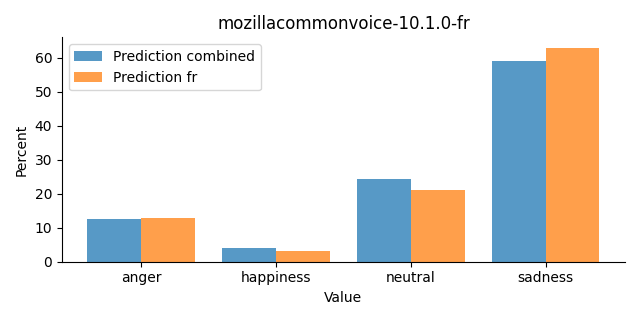 mozillacommonvoice-10.1.0-fr
Prediction combined
Prediction fr
Percent
60
50
40
30
20
10
0
anger happiness neutral sadness
Value